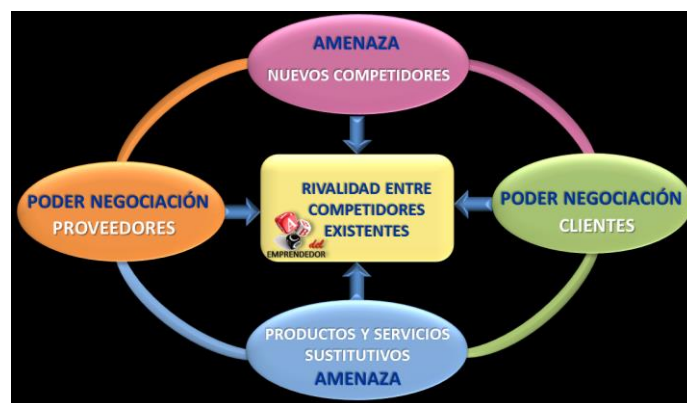 AMENAZA
NUEVOS COMPETIDORES
PODER NEGOCIACIÓN
PROVEEDORES
RIVALIDAD ENTRE
COMPETIDORES
EXISTENTES
del
EMPRENDEDOR
PODER NEGOCIACIÓN
CLIENTES
PRODUCTOS Y SERVICIOS
SUSTITUTIVOS
AMENAZA